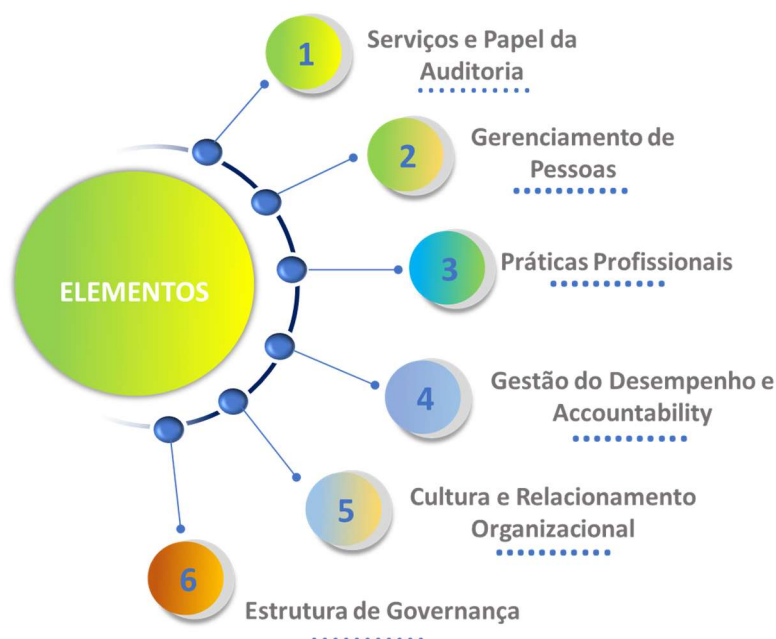 ELEMENTOS
1
Serviços e Papel da
Auditoria
2
Gerenciamento de
Pessoas
3
Práticas Profissionais
4
Gestão do Desempenho e
Accountability
5
Cultura e Relacionamento
Organizacional
6
Estrutura de Governança